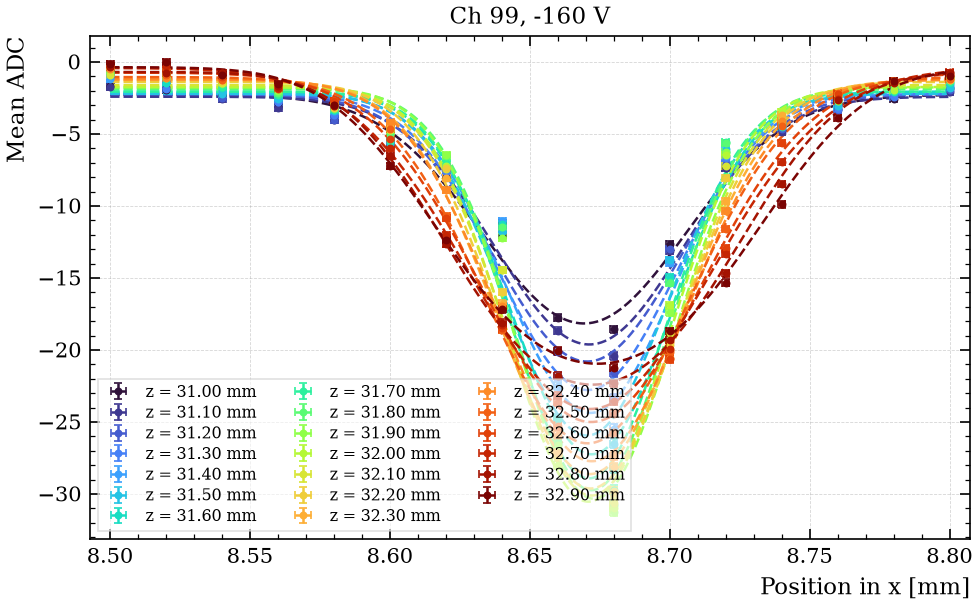 Ch 99, -160 V
Mean ADC
0
−5
−10
−15
−20
−25
−30
z = 31.00 mm
z = 31.10 mm
z = 31.20 mm
z = 31.30 mm
z = 31.40 mm
z = 31.50 mm
z = 31.60 mm
z = 31.70 mm
z = 31.80 mm
z = 31.90 mm
z = 32.00 mm
z = 32.10 mm
z = 32.20 mm
z = 32.30 mm
z = 32.40 mm
z = 32.50 mm
z = 32.60 mm
z = 32.70 mm
z = 32.80 mm
z = 32.90 mm
8.50 8.55 8.60 8.65 8.70 8.75 8.80
Position in x [mm]